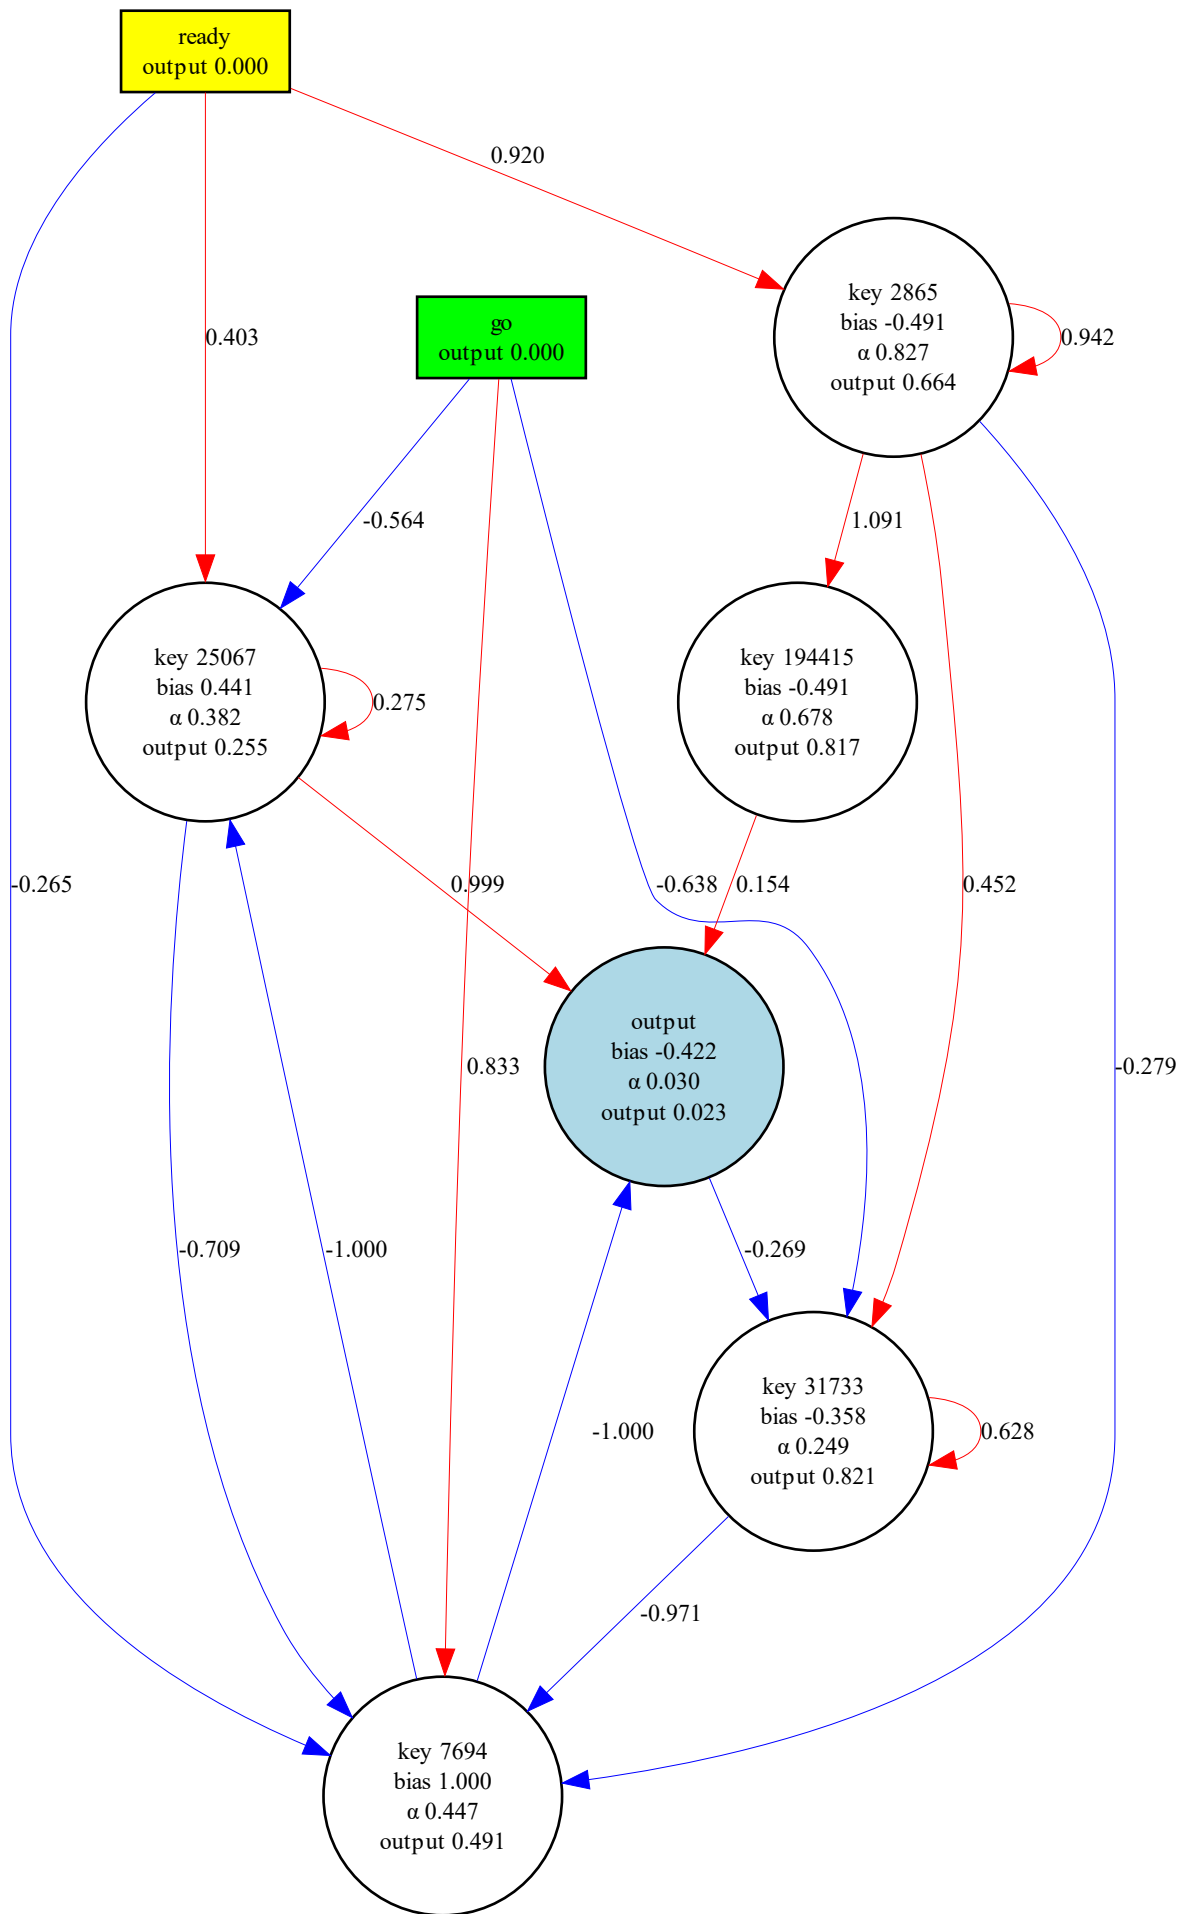 ready
output 0.000
0.920
key 2865
bias -0.491
α 0.827
output 0.664
0.942
go
output 0.000
0.403
-0.564
1.091
key 25067
bias 0.441
α 0.382
output 0.255
0.275
key 194415
bias -0.491
α 0.678
output 0.817
-0.265
0.999
-0.638
0.154
0.452
output
bias -0.422
α 0.030
output 0.023
0.833
-0.279
-0.709
-1.000
-0.269
key 31733
bias -0.358
α 0.249
output 0.821
-1.000
0.628
-0.971
key 7694
bias 1.000
α 0.447
output 0.491